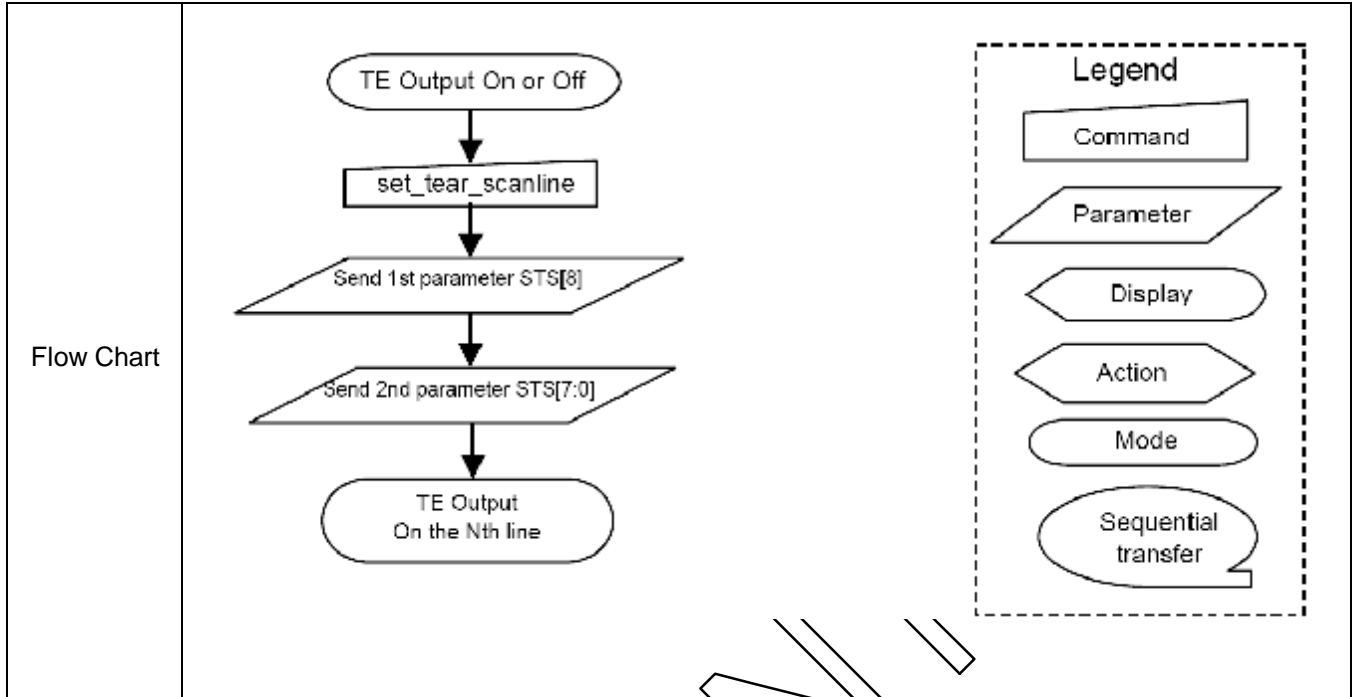 Flow Chart
TE Output On or Off
set_tear_scanline
Send 1st parameter STS[8]
Send 2nd parameter STS[7:0]
TE Output
On the Nth line
Legend
Command
Parameter
Display
Action
Mode
Sequential
transfer